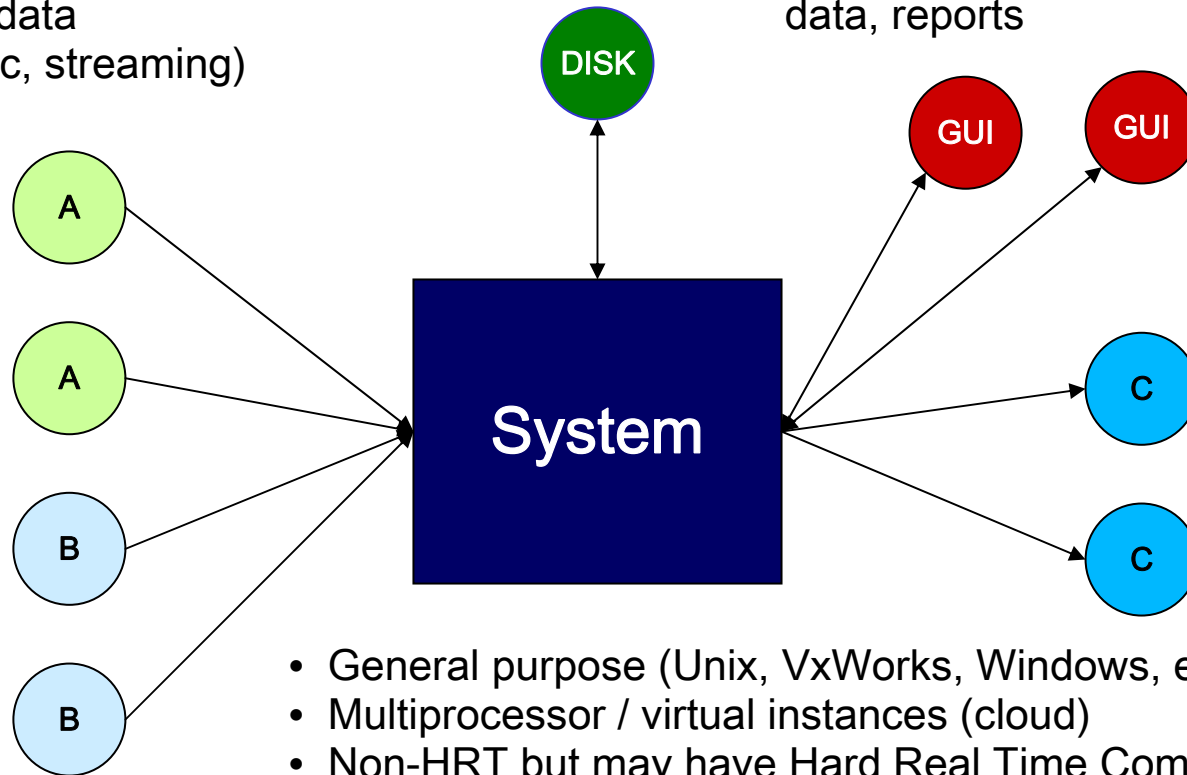 data
c, streaming)
data, reports
DISK
GUI
GUI
A
A
System
C
C
B
B
• General purpose (Unix, VxWorks, Windows, e
• Multiprocessor / virtual instances (cloud)
• Non-HRT but may have Hard Real Time Com